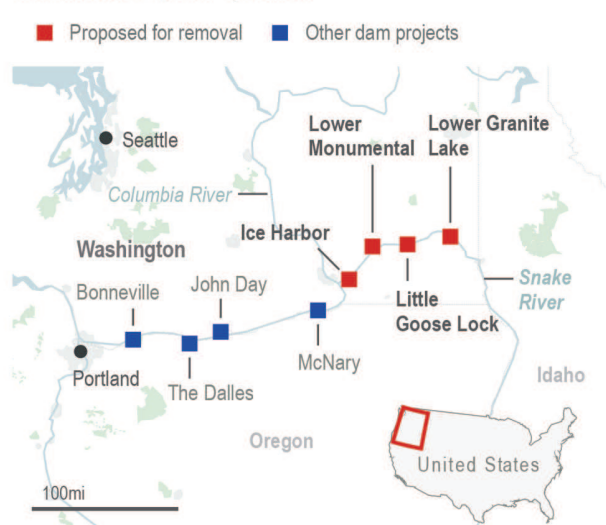 Proposed for removal
Other dam projects
Lower
Monumental
Lower Granite
Lake
Seattle
Columbia River
Ice Harbor
Washington
Bonneville
John Day
Snake
River
Little
Goose Lock
McNary
Portland
The Dalles
Idaho
Oregon
United States
100mi